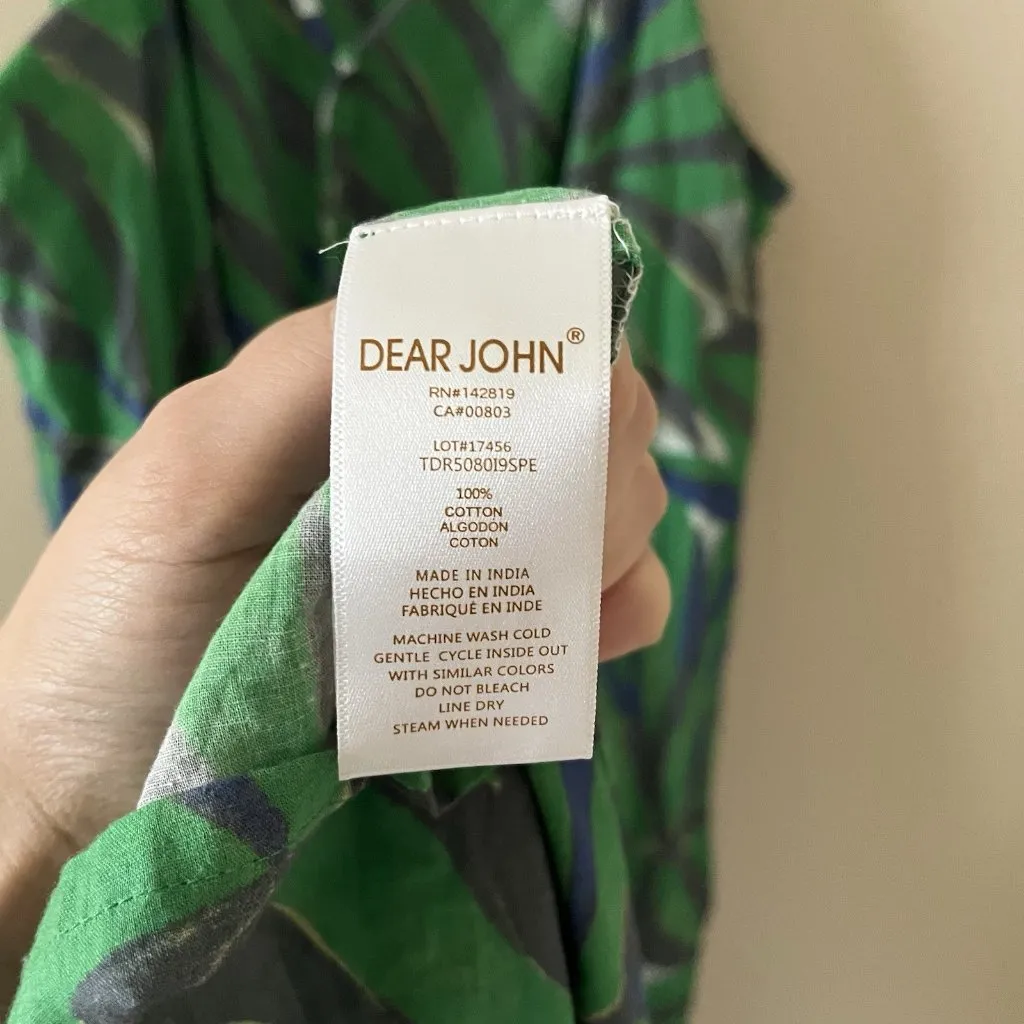 DEAR JOHN®
RN#142819
CA#00803
LOT#17456
TDR5080I9SPE
100%
COTTON
ALGODÓN
COTON
MADE IN INDIA
HECHO EN INDIA
FABRIQUÉ EN INDE
MACHINE WASH COLD
GENTLE CYCLE INSIDE OUT
WITH SIMILAR COLORS
DO NOT BLEACH
LINE DRY
STEAM WHEN NEEDED